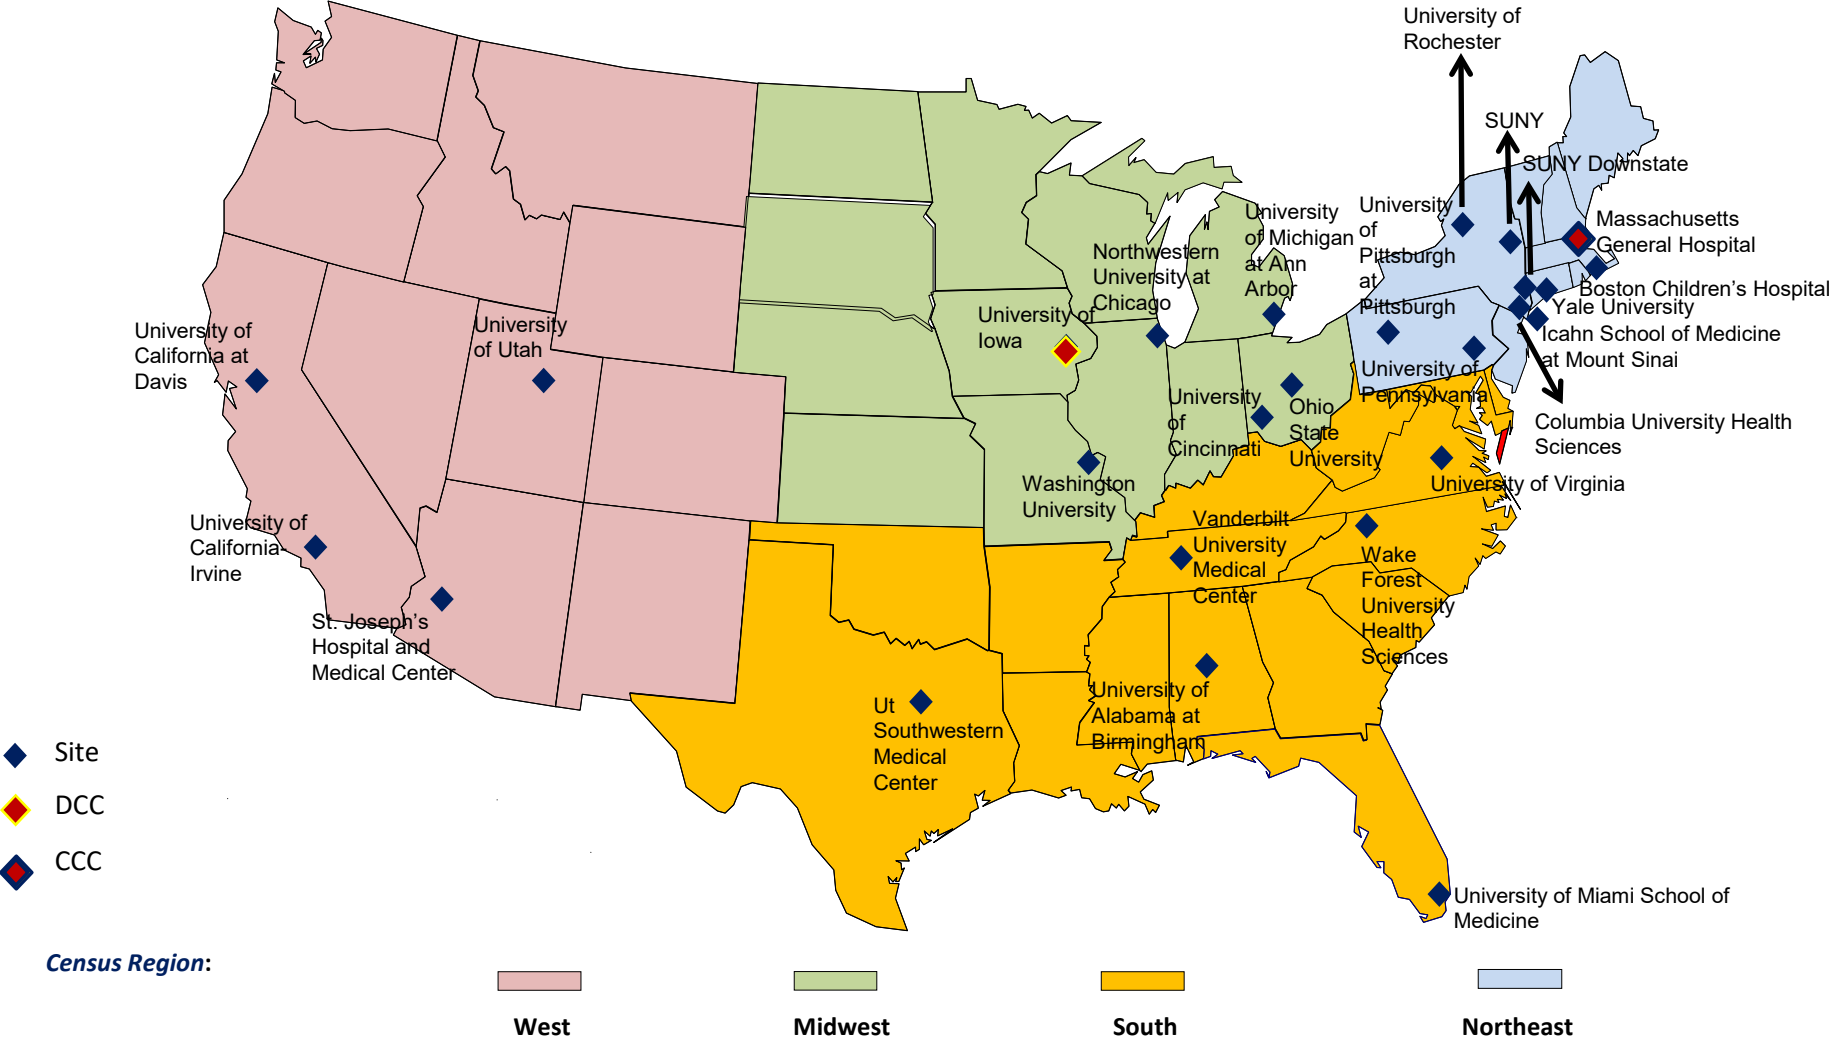 University of
Rochester
SUNY
SUNY Downstate
University
of
Pittsburgh
at
Pittsburgh
Massachusetts
General Hospital
University
of Michigan
at Ann
Arbor
Northwestern
University at
Chicago
Boston Children's Hospital
Yale University
Icahn School of Medicine
at Mount Sinai
University of
Iowa
University of
California at
Davis
University
of Utah
University of
Pennsylvania
University
of
Cincinnati
Ohio
State
University
Columbia University Health
Sciences
Washington
University
University of Virginia
University of
California-
Irvine
Vanderbilt
University
Medical
Center
Wake
Forest
University
Health
Sciences
St. Joseph's
Hospital and
Medical Center
University of
Alabama at
Birmingham
Ut
Southwestern
Medical
Center
University of Miami School of
Medicine
Site
DCC
CCC
Census Region:
West
Midwest
South
Northeast